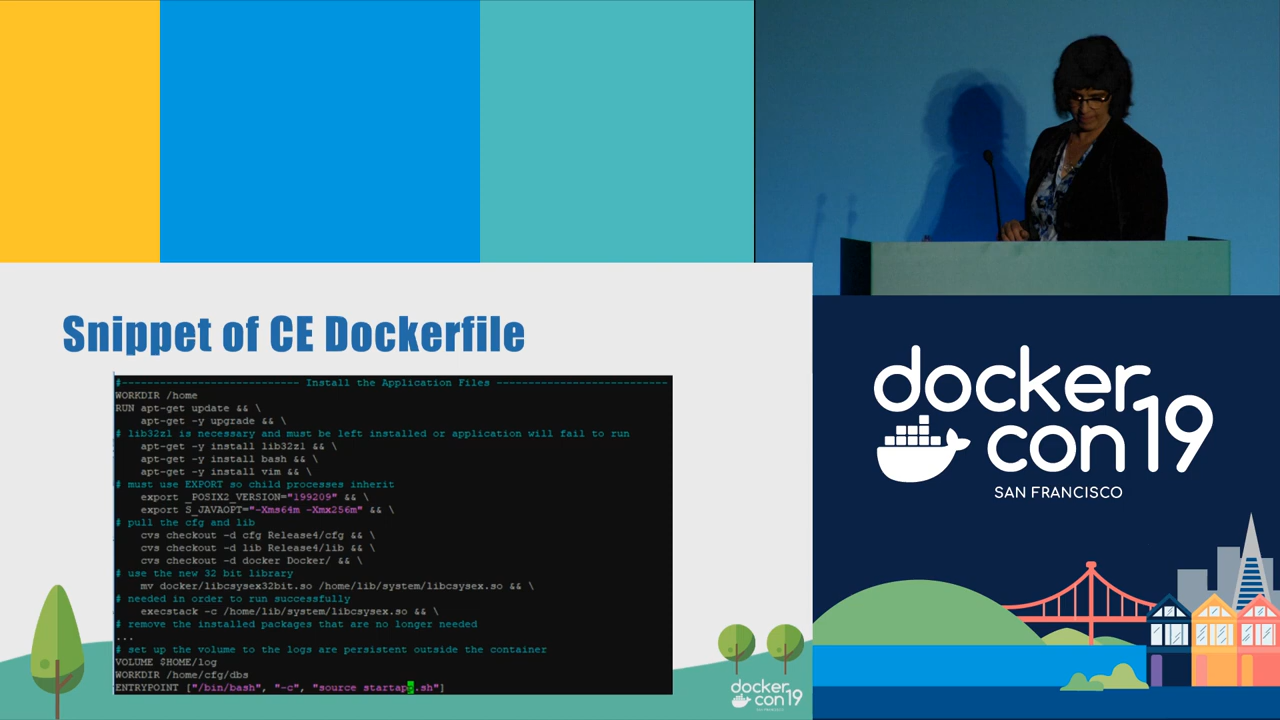 Snippet of CE Dockerfile
#---------------------------- Install the Application Files ---------------------------
WORKDIR /home
RUN apt-get update && \
    apt-get -y upgrade && \
# lib32zl is necessary and must be left installed or application will fail to run
    apt-get -y install lib32zl && \
    apt-get -y install bash && \
    apt-get -y install vim && \
# must use EXPORT so child processes inherit
    export _POSIX2_VERSION="199209" && \
    export S_JAVAOPT="-Xms64m -Xmx256m" && \
# pull the cfg and lib
    cvs checkout -d cfg Release4/cfg && \
    cvs checkout -d lib Release4/lib && \
    cvs checkout -d docker Docker/ && \
# use the new 32 bit library
    mv docker/libcsysex32bit.so /home/lib/system/libcsysex.so && \
# needed in order to run successfully
    execstack -c /home/lib/system/libcsysex.so && \
# remove the installed packages that are no longer needed
...
# set up the volume to the logs are persistent outside the container
VOLUME $HOME/log
WORKDIR /home/cfg/dbs
ENTRYPOINT ["/bin/bash", "-c", "source startapp.sh"]
docker
con19
SAN FRANCISCO
docker
con19
SAN FRANCISCO